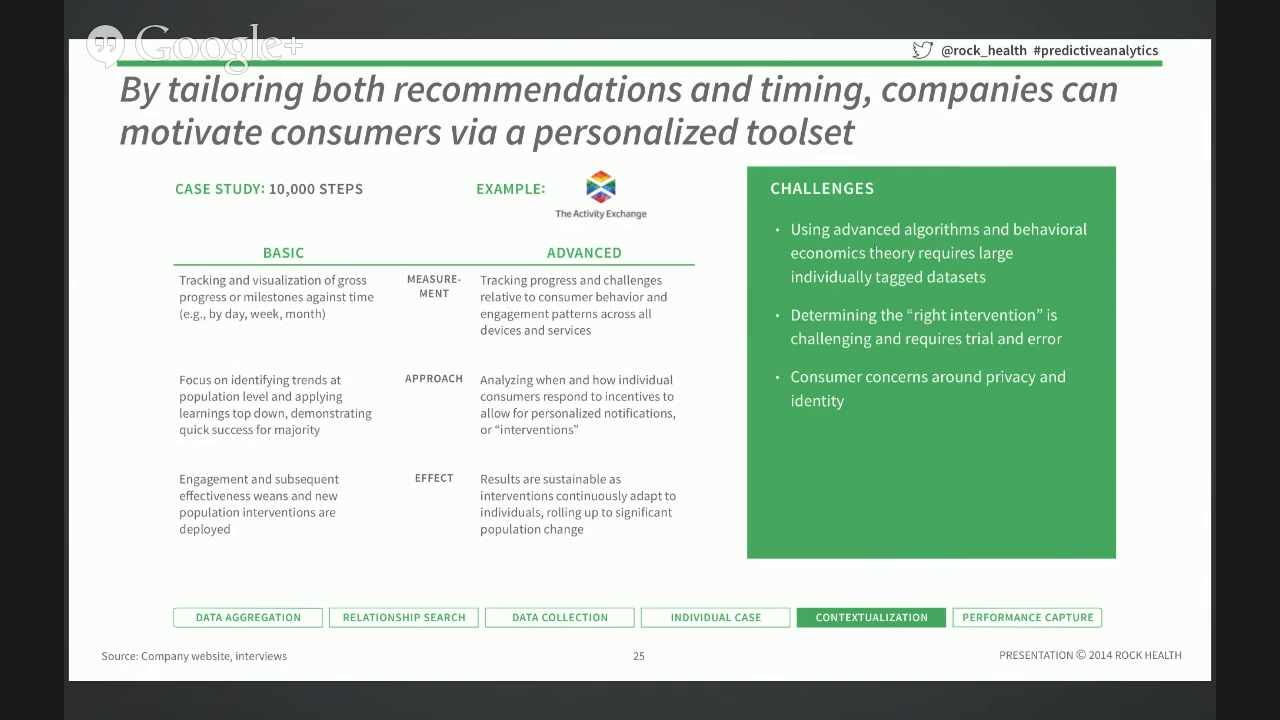 Google+
@rock_health #predictiveanalytics
By tailoring both recommendations and timing, companies can
motivate consumers via a personalized toolset
CASE STUDY: 10,000 STEPS
EXAMPLE:
The Activity Exchange
BASIC
ADVANCED
Tracking and visualization of gross
progress or milestones against time
(e.g., by day, week, month)
MEASURE-
MENT
Tracking progress and challenges
relative to consumer behavior and
engagement patterns across all
devices and services
Focus on identifying trends at
population level and applying
learnings top down, demonstrating
quick success for majority
APPROACH
Analyzing when and how individual
consumers respond to incentives to
allow for personalized notifications,
or “interventions”
Engagement and subsequent
effectiveness weans and new
population interventions are
deployed
EFFECT
Results are sustainable as
interventions continuously adapt to
individuals, rolling up to significant
population change
CHALLENGES
• Using advanced algorithms and behavioral
economics theory requires large
individually tagged datasets
• Determining the “right intervention” is
challenging and requires trial and error
• Consumer concerns around privacy and
identity
DATA AGGREGATION
RELATIONSHIP SEARCH
DATA COLLECTION
INDIVIDUAL CASE
CONTEXTUALIZATION
PERFORMANCE CAPTURE
Source: Company website, interviews
25
PRESENTATION © 2014 ROCK HEALTH